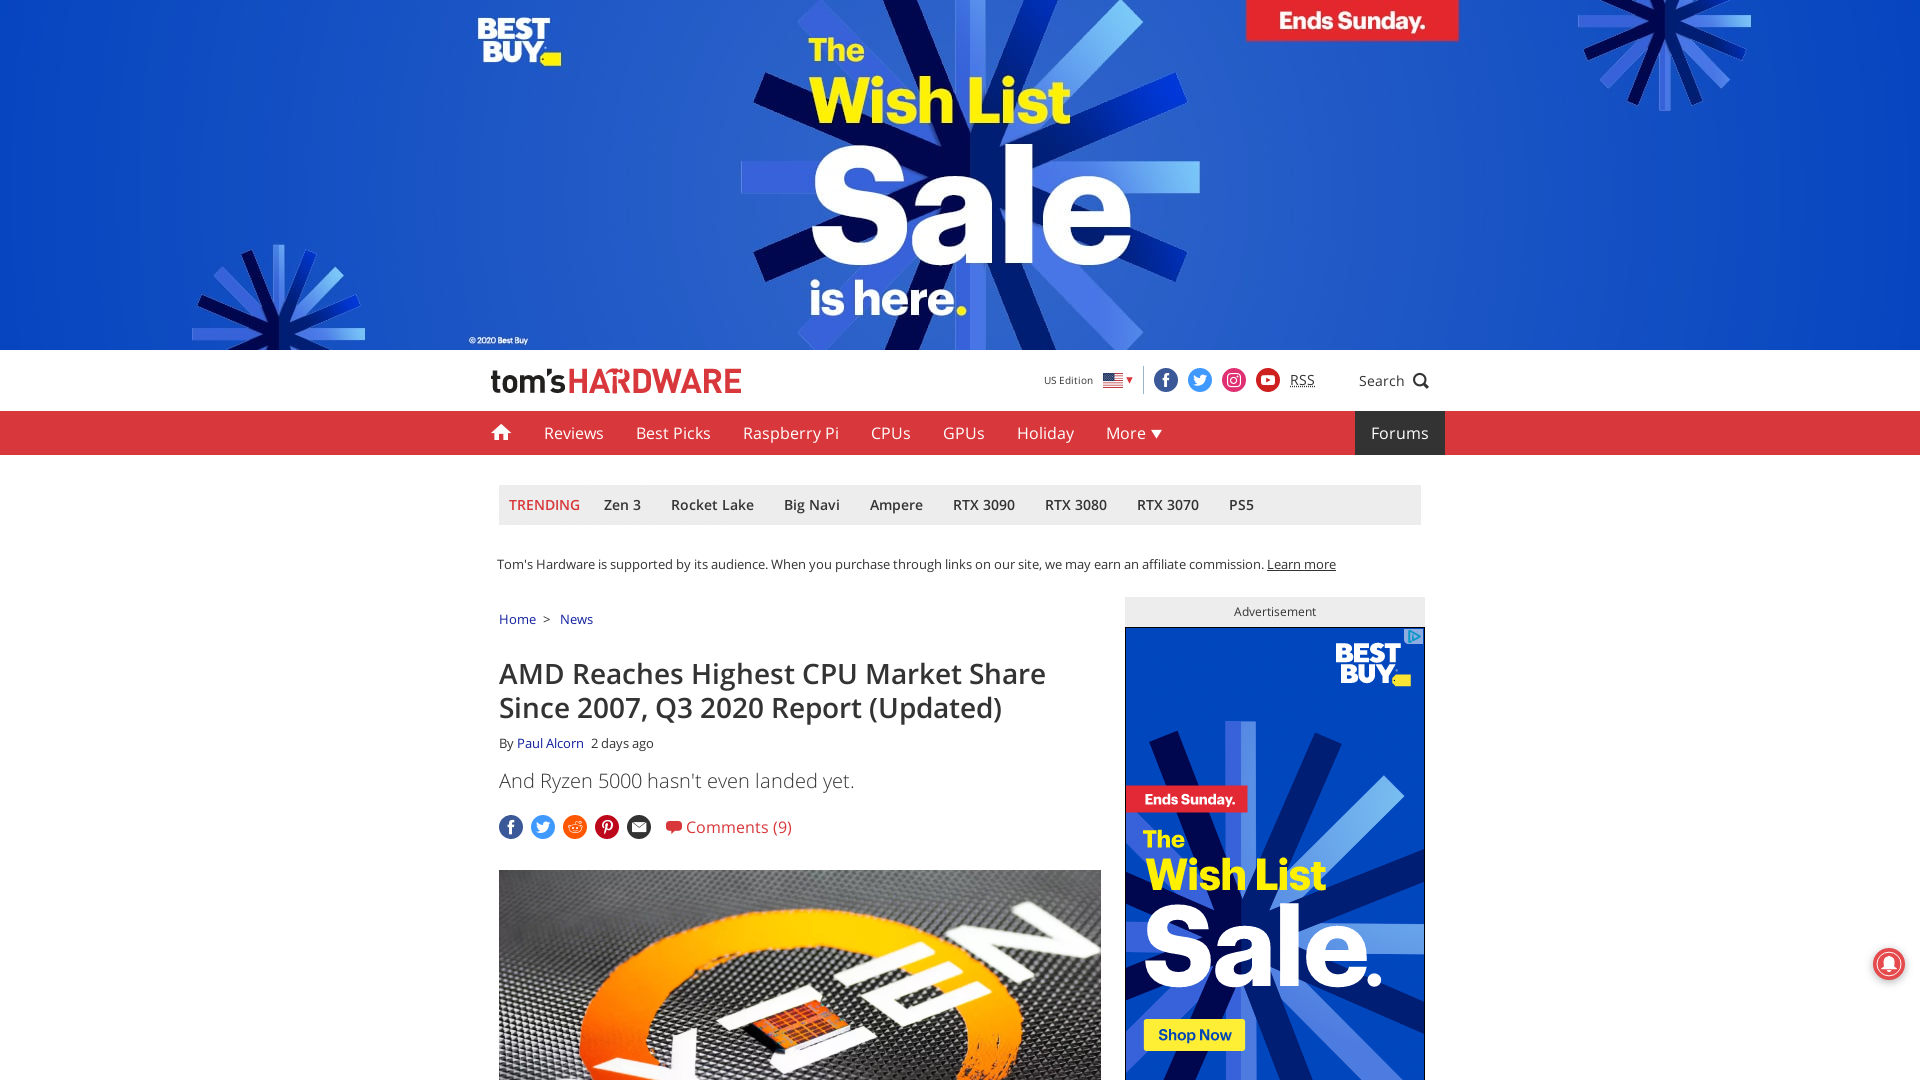 BEST
BUY
The
Wish List
Sale
is here.
Ends Sunday.
© 2020 Best Buy
tom's HARDWARE
US Edition
RSS
Search
Reviews
Best Picks
Raspberry Pi
CPUs
GPUs
Holiday
More
Forums
TRENDING
Zen 3
Rocket Lake
Big Navi
Ampere
RTX 3090
RTX 3080
RTX 3070
PS5
Tom's Hardware is supported by its audience. When you purchase through links on our site, we may earn an affiliate commission. Learn more
Home > News
AMD Reaches Highest CPU Market Share
Since 2007, Q3 2020 Report (Updated)
By Paul Alcorn 2 days ago
And Ryzen 5000 hasn't even landed yet.
Comments (9)
Advertisement
BEST
BUY
Ends Sunday.
The
Wish List
Sale.
Shop Now